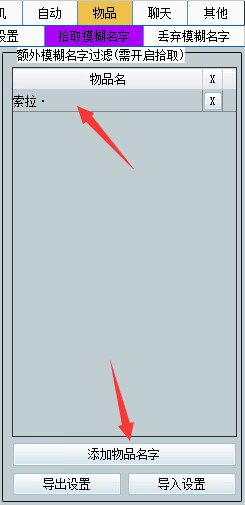 机 自动 物品 聊天 其他
设置 拾取模糊名字 丢弃模糊名字
额外模糊名字过滤(需开启拾取)
物品名 X
索拉· X
添加物品名字
导出设置 导入设置